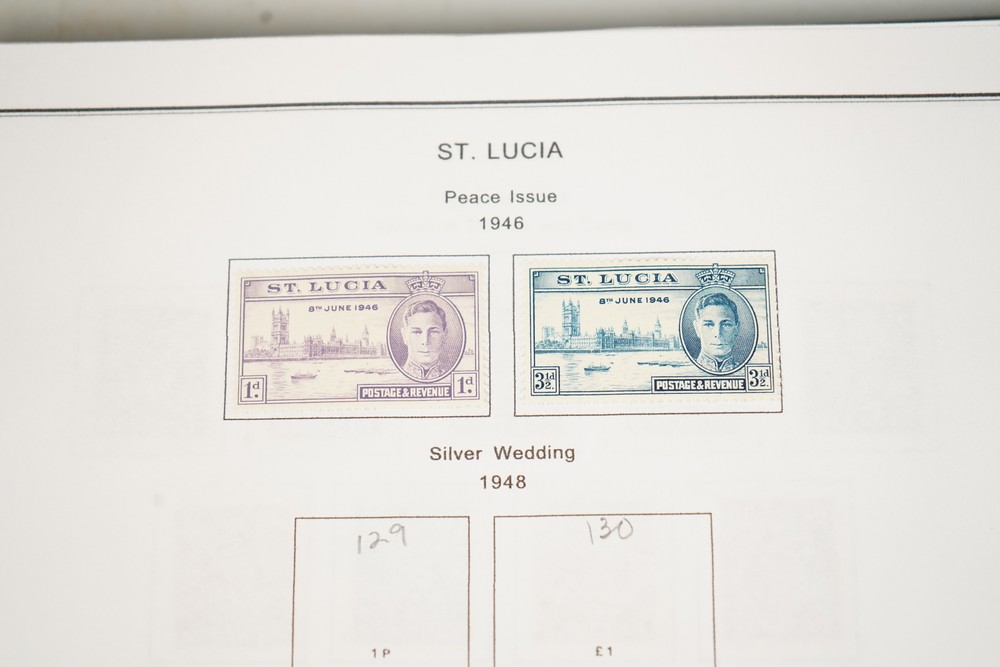 ST. LUCIA
Peace Issue
1946
ST. LUCIA
8TH JUNE 1946
1d.
POSTAGE & REVENUE
1d.
ST. LUCIA
8TH JUNE 1946
3½d.
POSTAGE & REVENUE
3½d.
Silver Wedding
1948
129
130
1P
£1